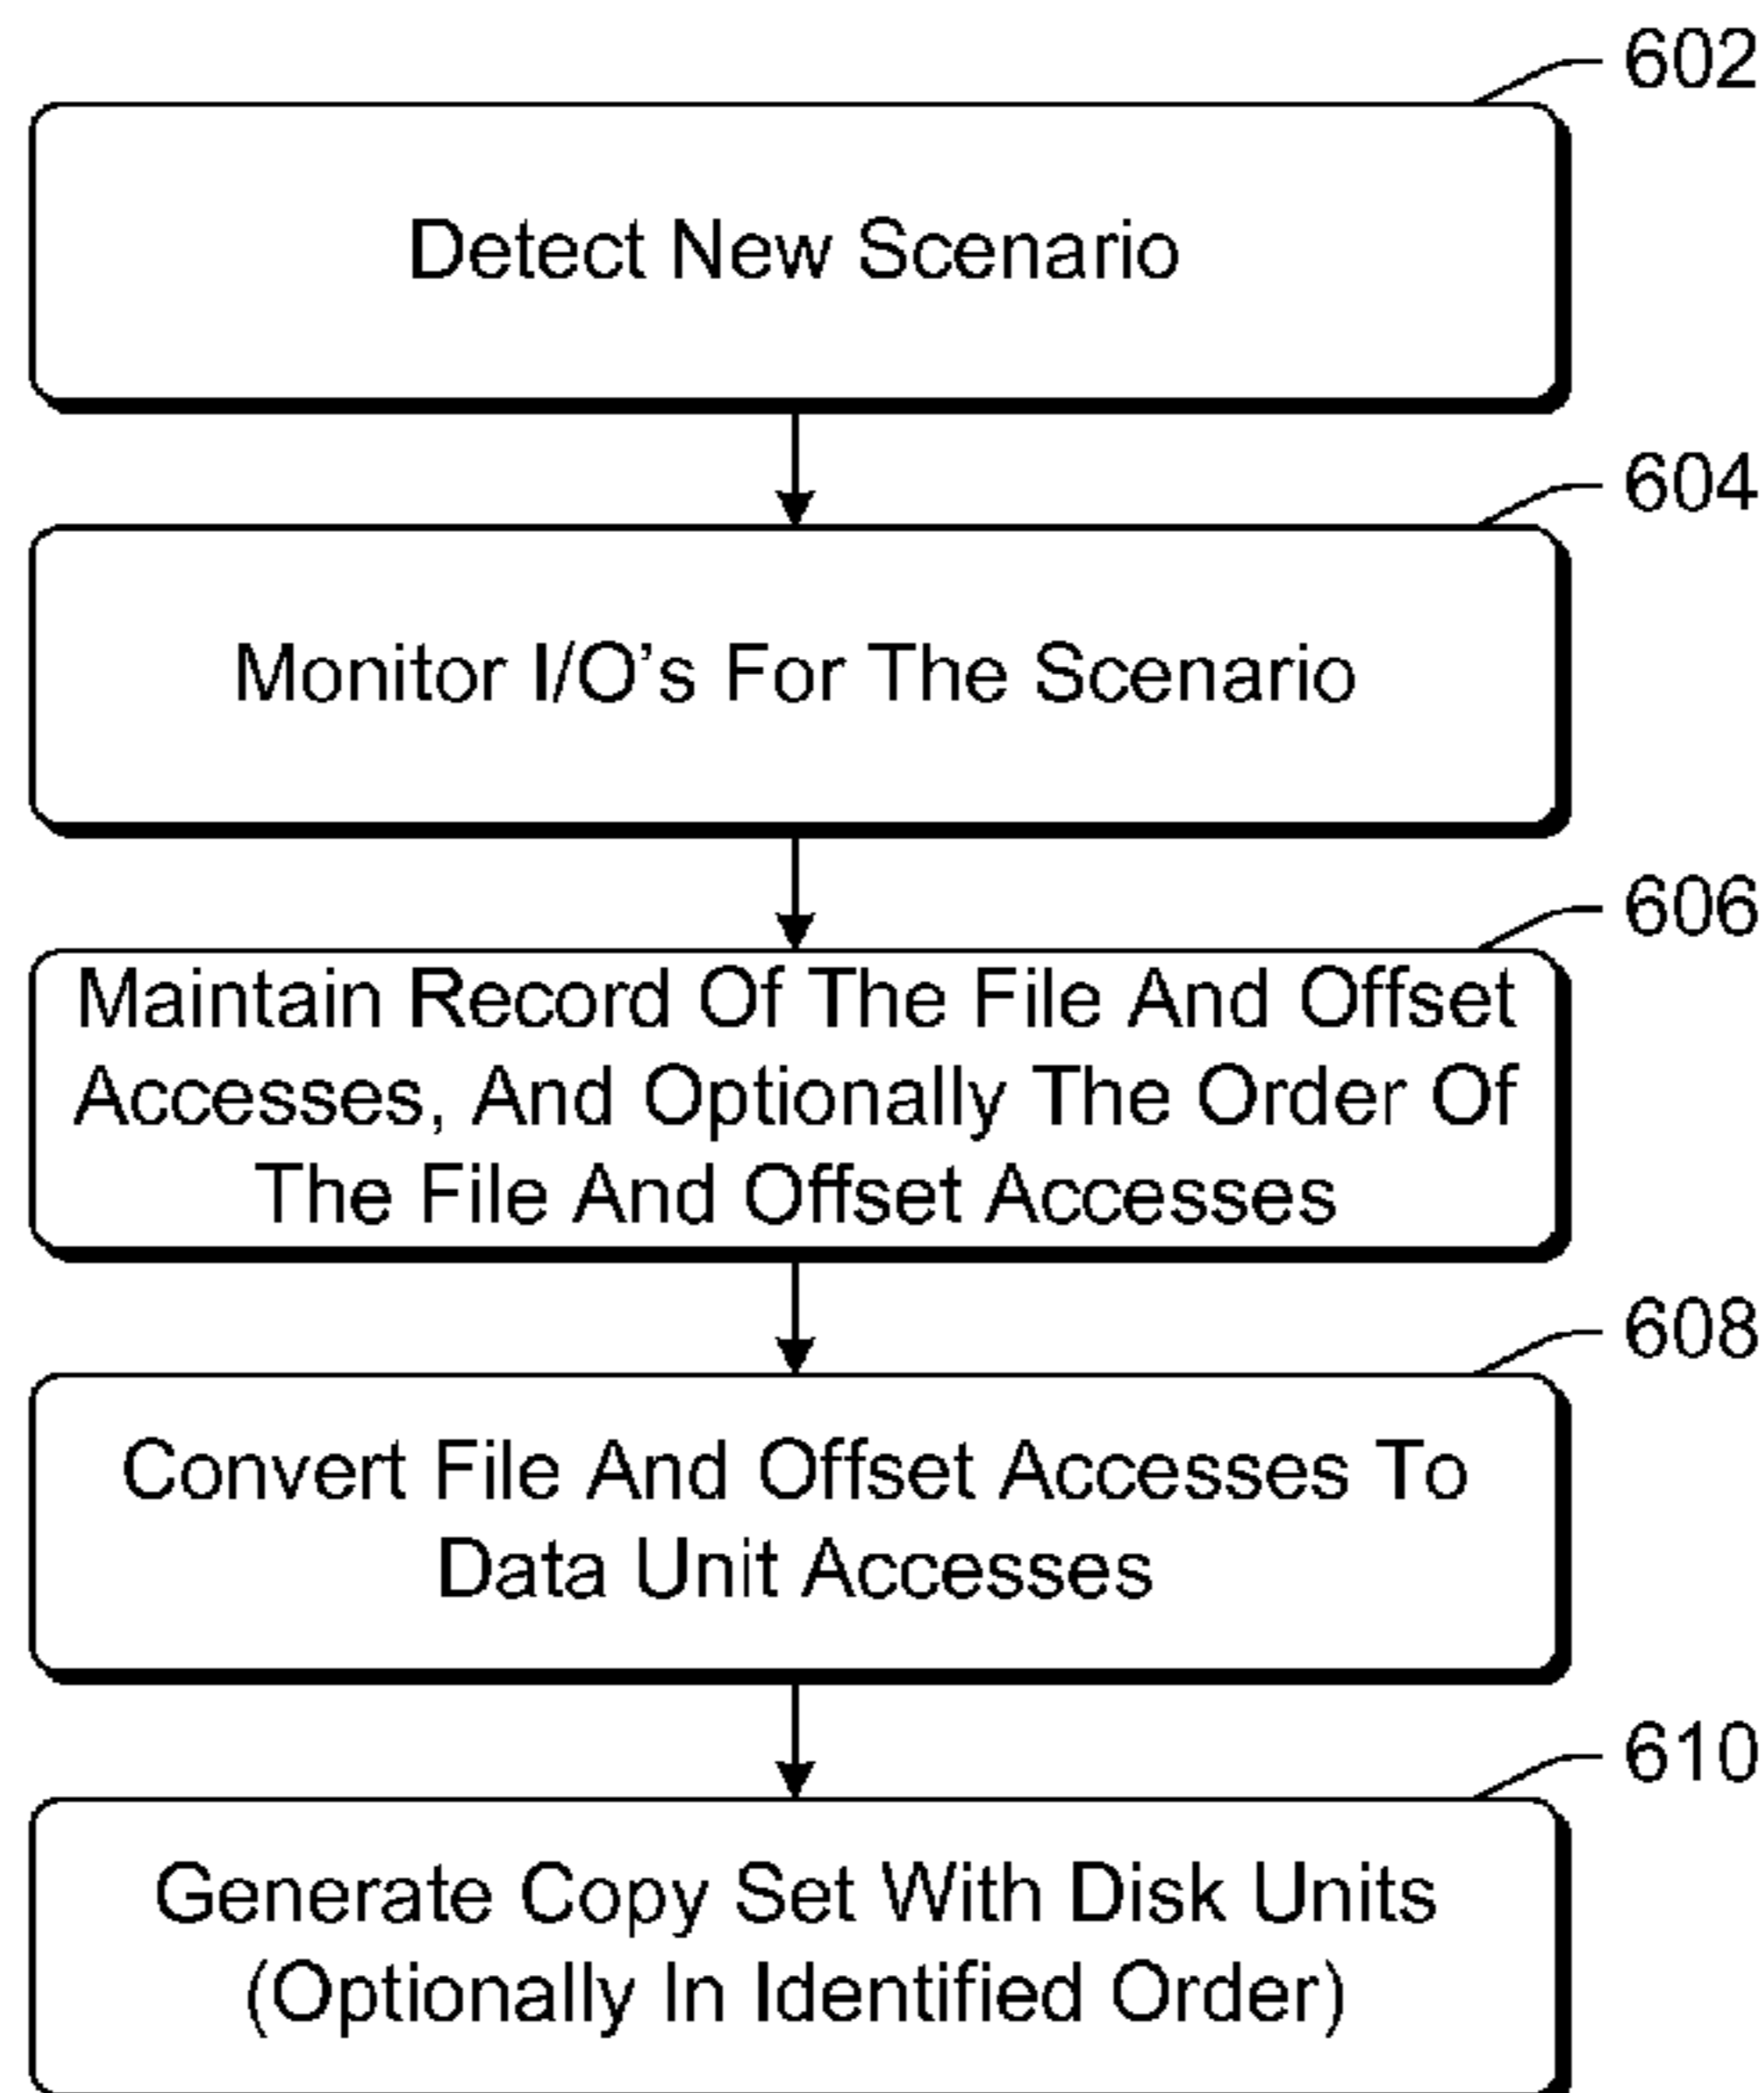 602
Detect New Scenario
604
Monitor I/O’s For The Scenario
606
Maintain Record Of The File And Offset
Accesses, And Optionally The Order Of
The File And Offset Accesses
608
Convert File And Offset Accesses To
Data Unit Accesses
610
Generate Copy Set With Disk Units
(Optionally In Identified Order)